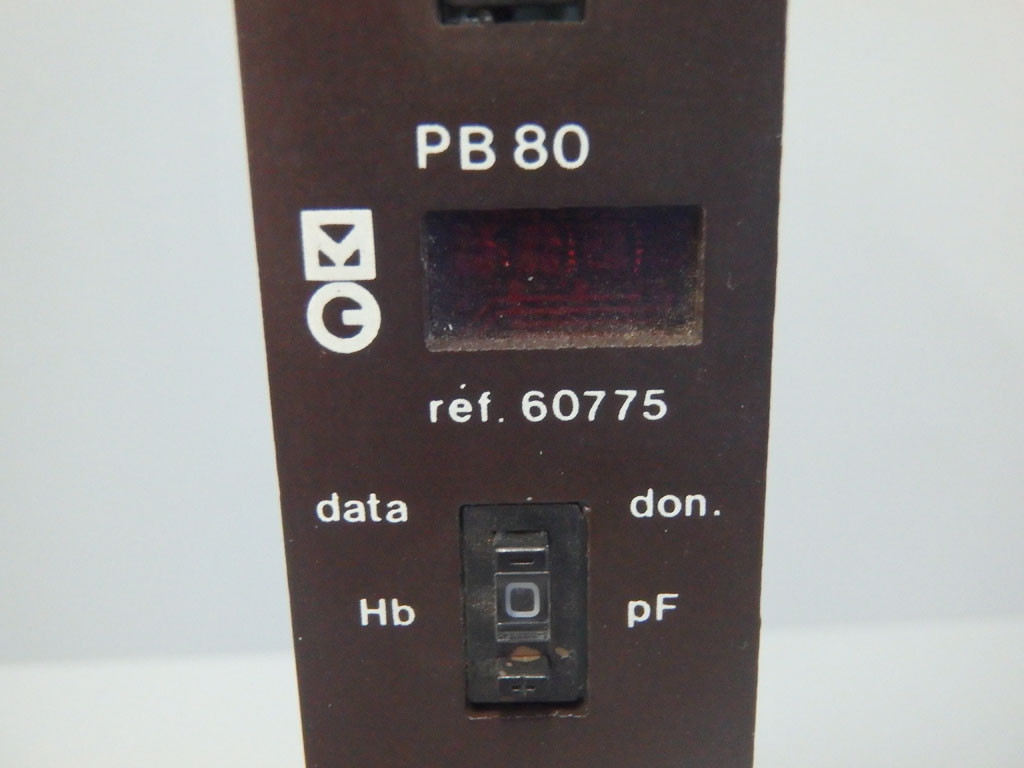 PB 80
réf. 60775
data don.
-
0
Hb pF
+